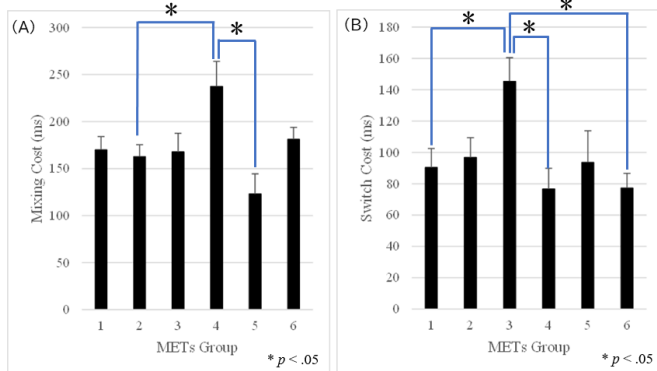 (A)
*
*
300
250
200
150
100
50
0
Mixing Cost (ms)
1 2 3 4 5 6
METs Group
* p < .05
(B)
*
*
*
180
160
140
120
100
80
60
40
20
0
Switch Cost (ms)
1 2 3 4 5 6
METs Group
* p < .05